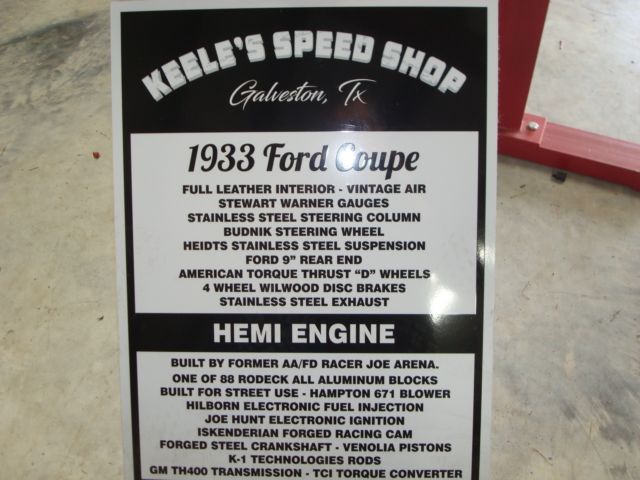 KEELE'S SPEED SHOP
Galveston, Tx
1933 Ford Coupe
FULL LEATHER INTERIOR - VINTAGE AIR
STEWART WARNER GAUGES
STAINLESS STEEL STEERING COLUMN
BUDNIK STEERING WHEEL
HEIDTS STAINLESS STEEL SUSPENSION
FORD 9" REAR END
AMERICAN TORQUE THRUST "D" WHEELS
4 WHEEL WILWOOD DISC BRAKES
STAINLESS STEEL EXHAUST
HEMI ENGINE
BUILT BY FORMER AA/FD RACER JOE ARENA.
ONE OF 88 RODECK ALL ALUMINUM BLOCKS
BUILT FOR STREET USE - HAMPTON 671 BLOWER
HILBORN ELECTRONIC FUEL INJECTION
JOE HUNT ELECTRONIC IGNITION
ISKENDERIAN FORGED RACING CAM
FORGED STEEL CRANKSHAFT - VENOLIA PISTONS
K-1 TECHNOLOGIES RODS
GM TH400 TRANSMISSION - TCI TORQUE CONVERTER